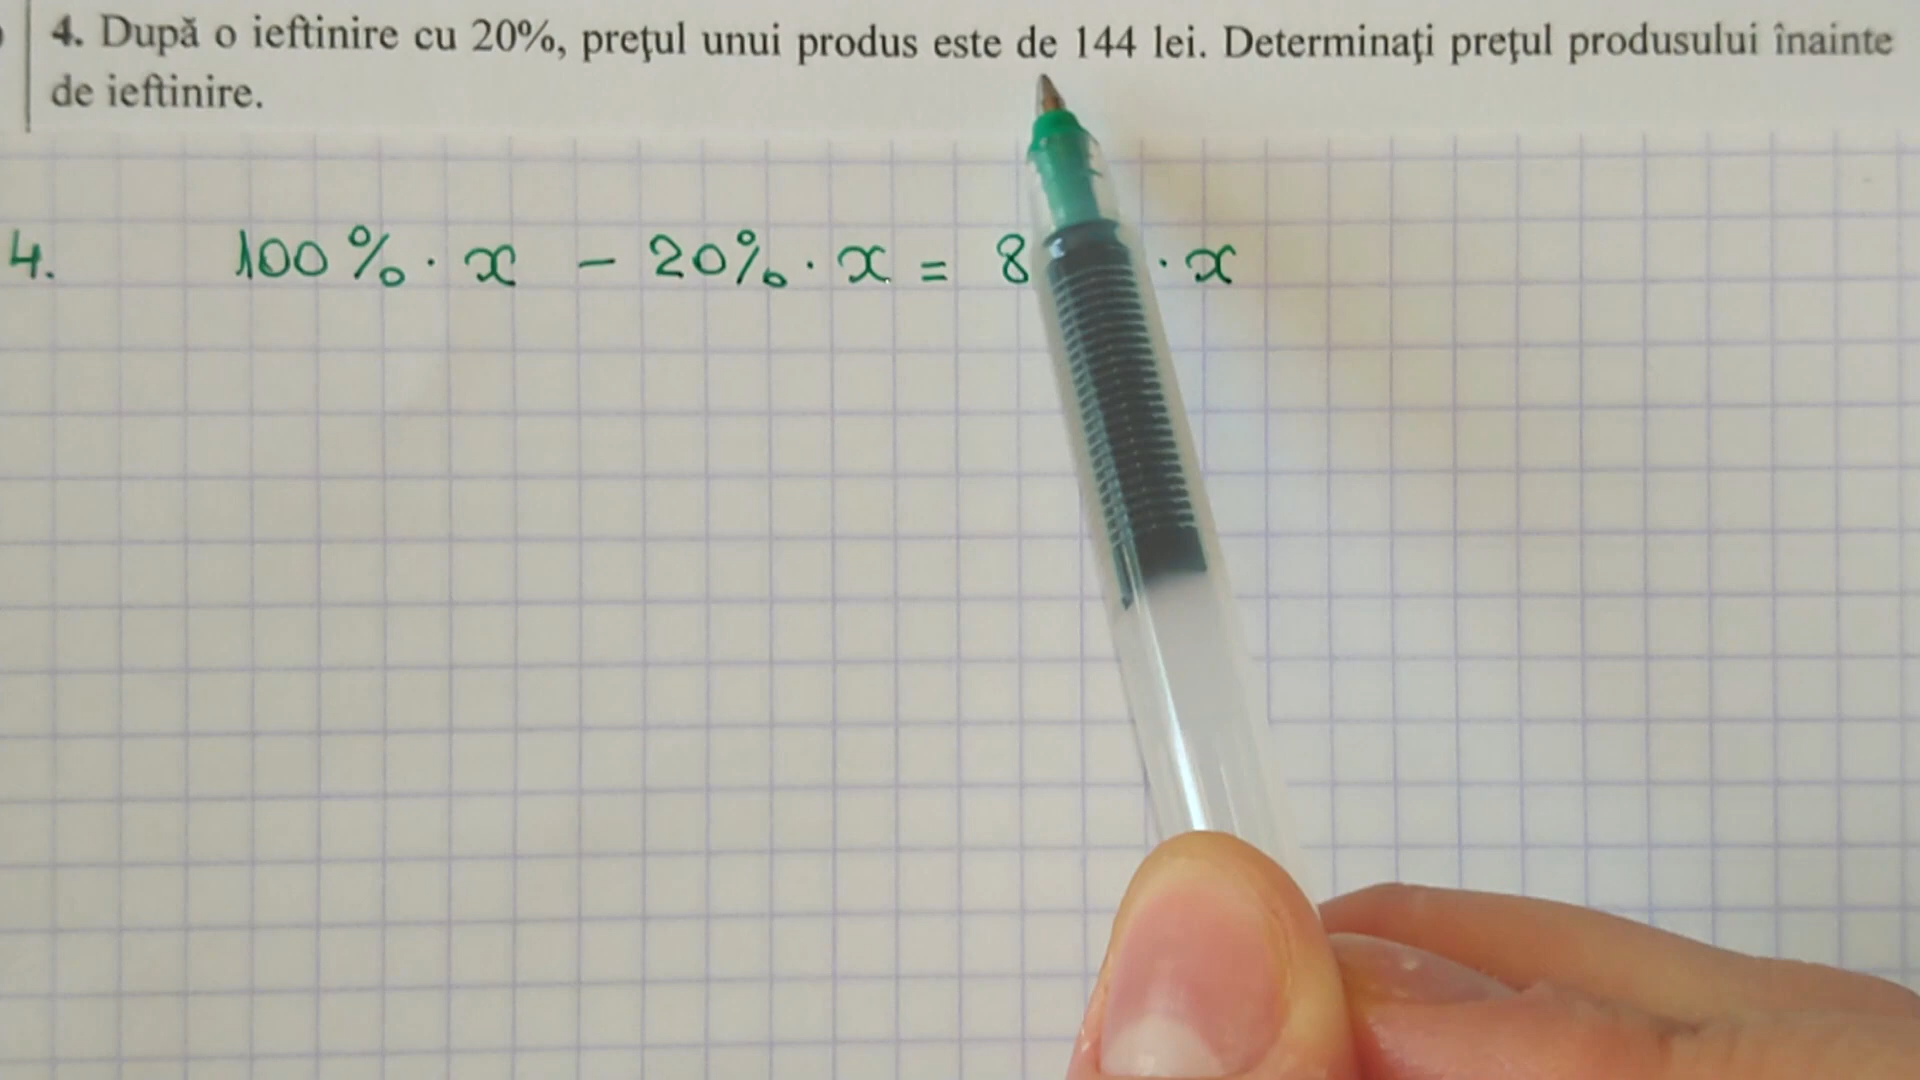 4. După o ieftinire cu 20%, preţul unui produs este de 144 lei. Determinaţi preţul produsului înainte
de ieftinire.
4. 100% · x - 20% · x = 8 · x